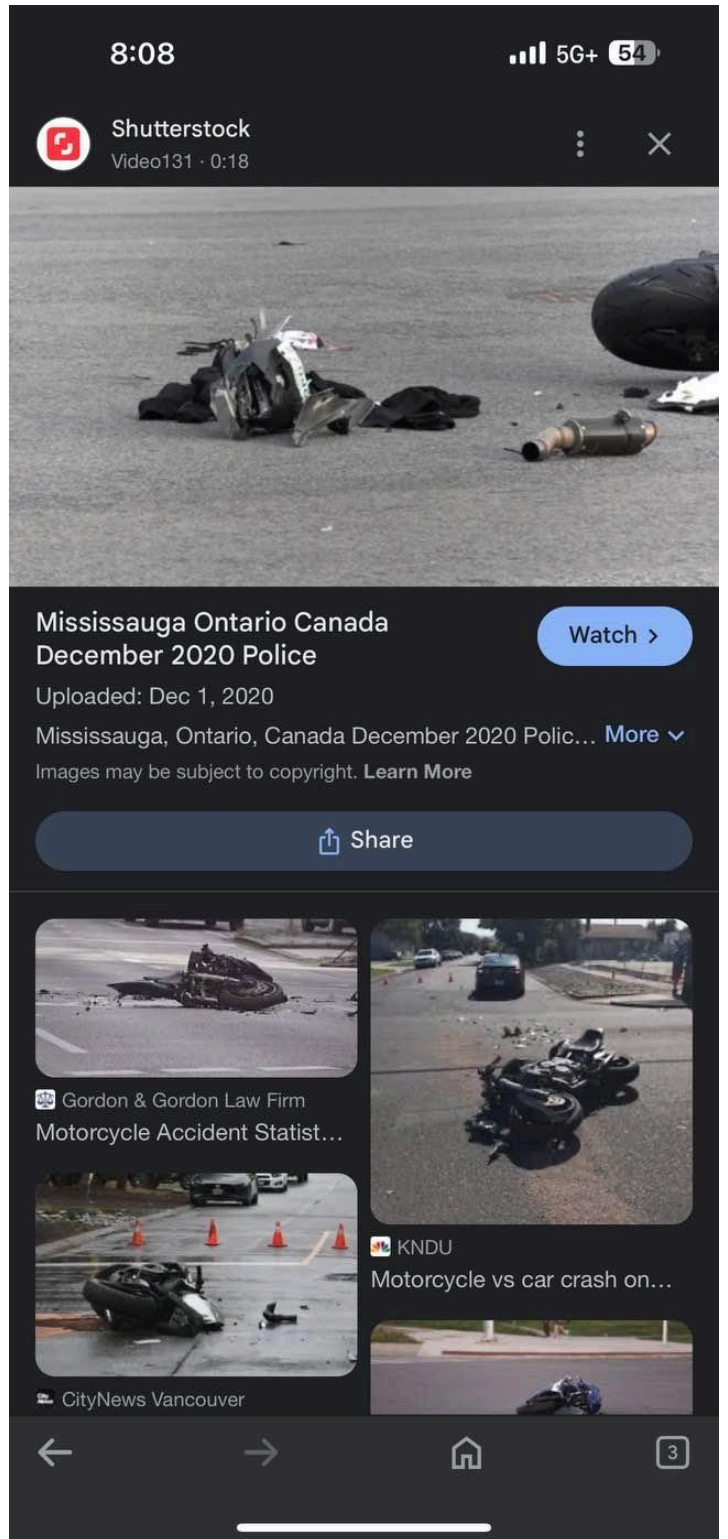 8:08
5G+ 54
Shutterstock
Video131 · 0:18
Mississauga Ontario Canada
December 2020 Police
Watch >
Uploaded: Dec 1, 2020
Mississauga, Ontario, Canada December 2020 Polic... More
Images may be subject to copyright. Learn More
Share
Gordon & Gordon Law Firm
Motorcycle Accident Statist...
KNDU
Motorcycle vs car crash on...
CityNews Vancouver
3